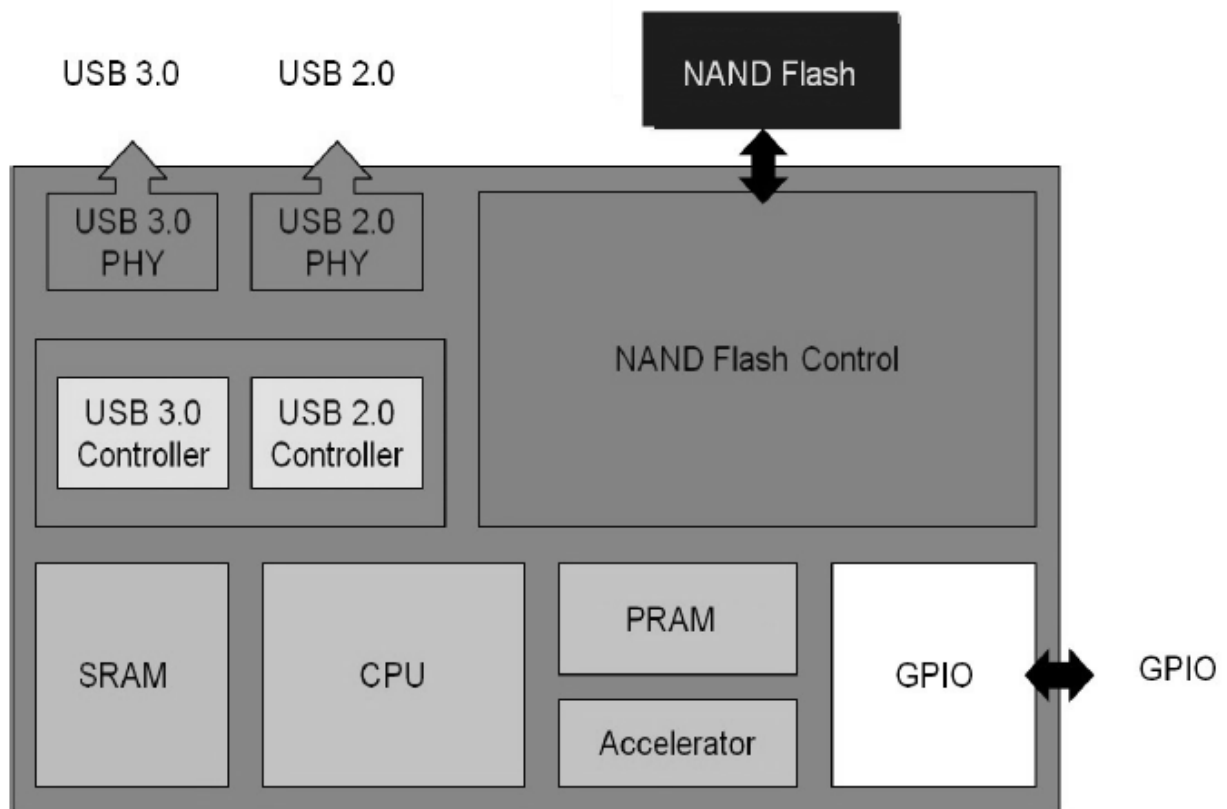 USB 3.0
USB 2.0
NAND Flash
USB 3.0
PHY
USB 2.0
PHY
NAND Flash Control
USB 3.0
Controller
USB 2.0
Controller
SRAM
CPU
PRAM
Accelerator
GPIO
GPIO